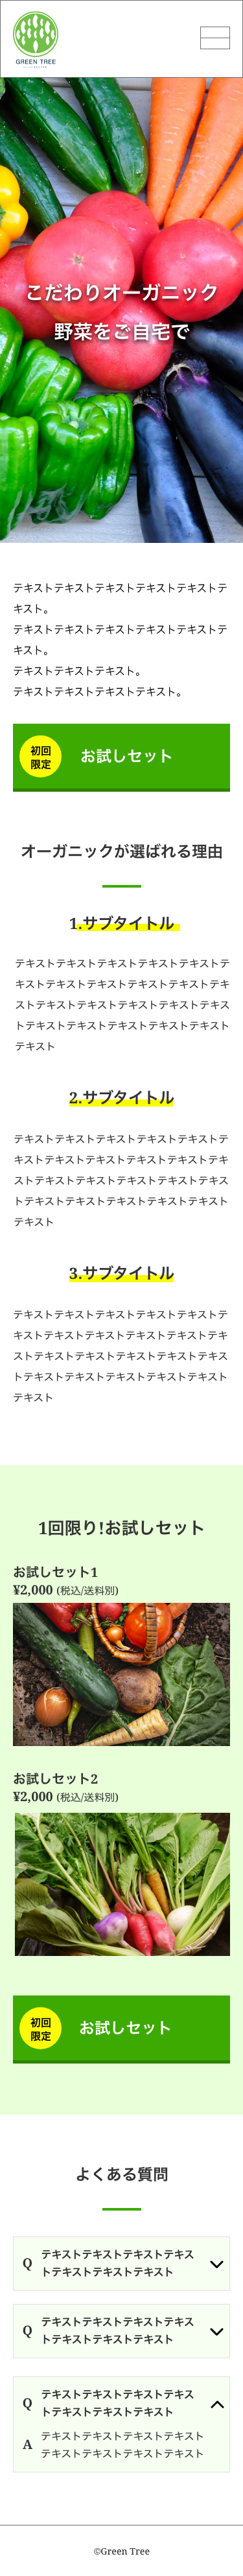 GREEN TREE
こだわりオーガニック
野菜をご自宅で
テキストテキストテキストテキストテキストテ
キスト。
テキストテキストテキストテキストテキストテ
キスト。
テキストテキストテキスト。
テキストテキストテキストテキスト。
初回
限定
お試しセット
オーガニックが選ばれる理由
1.サブタイトル
テキストテキストテキストテキストテキストテ
キストテキストテキストテキストテキストテキ
ストテキストテキストテキストテキストテキス
トテキストテキストテキストテキストテキスト
テキスト
2.サブタイトル
テキストテキストテキストテキストテキストテ
キストテキストテキストテキストテキストテキ
ストテキストテキストテキストテキストテキス
トテキストテキストテキストテキストテキスト
テキスト
3.サブタイトル
テキストテキストテキストテキストテキストテ
キストテキストテキストテキストテキストテキ
ストテキストテキストテキストテキストテキス
トテキストテキストテキストテキストテキスト
テキスト
1回限り!お試しセット
お試しセット1
¥2,000 (税込/送料別)
お試しセット2
¥2,000 (税込/送料別)
初回
限定
お試しセット
よくある質問
Q テキストテキストテキストテキス
トテキストテキストテキスト
Q テキストテキストテキストテキス
トテキストテキストテキスト
Q テキストテキストテキストテキス
トテキストテキストテキスト
A テキストテキストテキストテキスト
テキストテキストテキストテキスト
©Green Tree